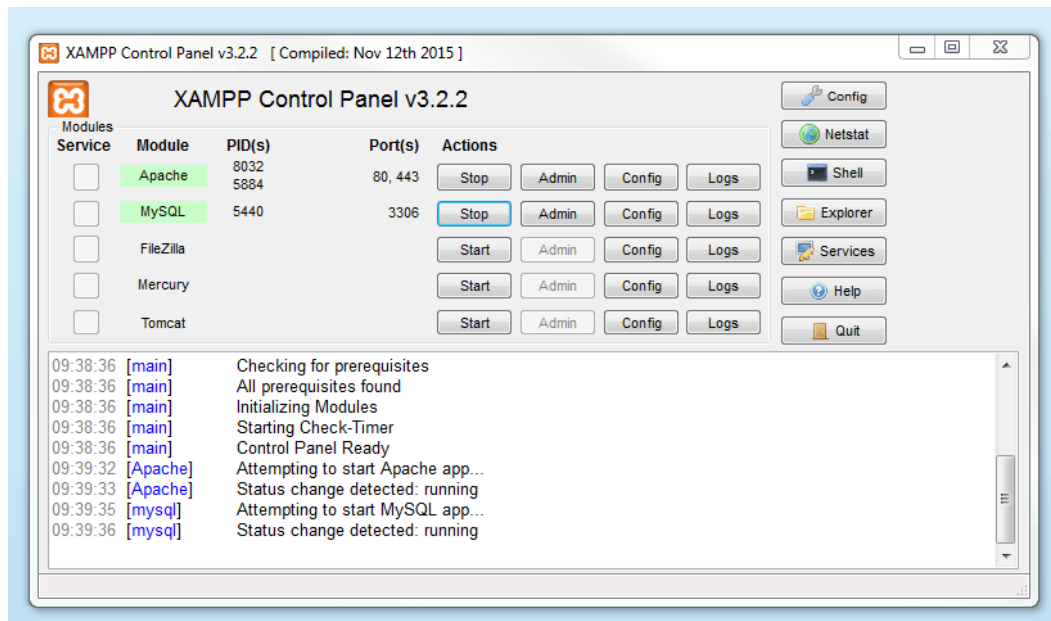 XAMPP Control Panel v3.2.2 [ Compiled: Nov 12th 2015 ]
XAMPP Control Panel v3.2.2
Config
Modules
Service Module PID(s) Port(s) Actions
Netstat
Apache 8032 5884 80, 443 Stop Admin Config Logs
Shell
MySQL 5440 3306 Stop Admin Config Logs
Explorer
FileZilla Start Admin Config Logs
Services
Mercury Start Admin Config Logs
Help
Tomcat Start Admin Config Logs
Quit
09:38:36 [main] Checking for prerequisites
09:38:36 [main] All prerequisites found
09:38:36 [main] Initializing Modules
09:38:36 [main] Starting Check-Timer
09:38:36 [main] Control Panel Ready
09:39:32 [Apache] Attempting to start Apache app...
09:39:33 [Apache] Status change detected: running
09:39:35 [mysql] Attempting to start MySQL app...
09:39:36 [mysql] Status change detected: running